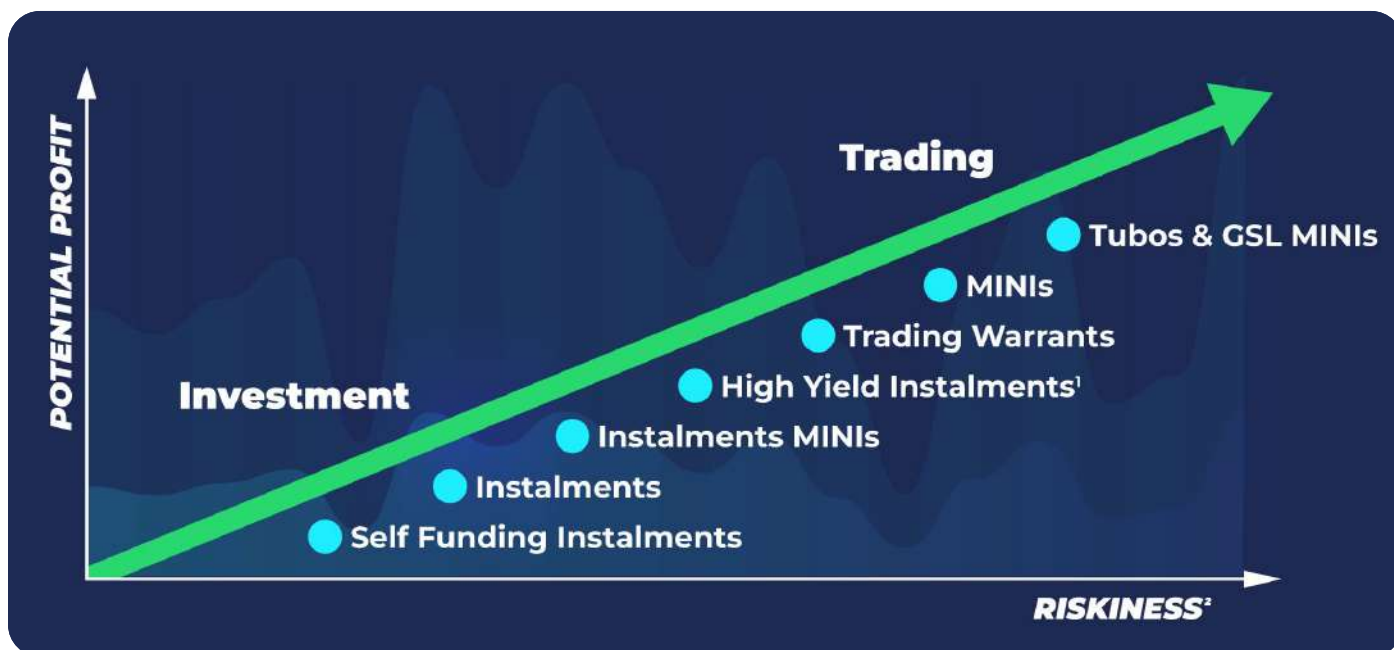 POTENTIAL PROFIT
Trading
Tubos & GSL MINIs
MINIs
Trading Warrants
High Yield Instalments¹
Investment
Instalments MINIs
Instalments
Self Funding Instalments
RISKINESS²